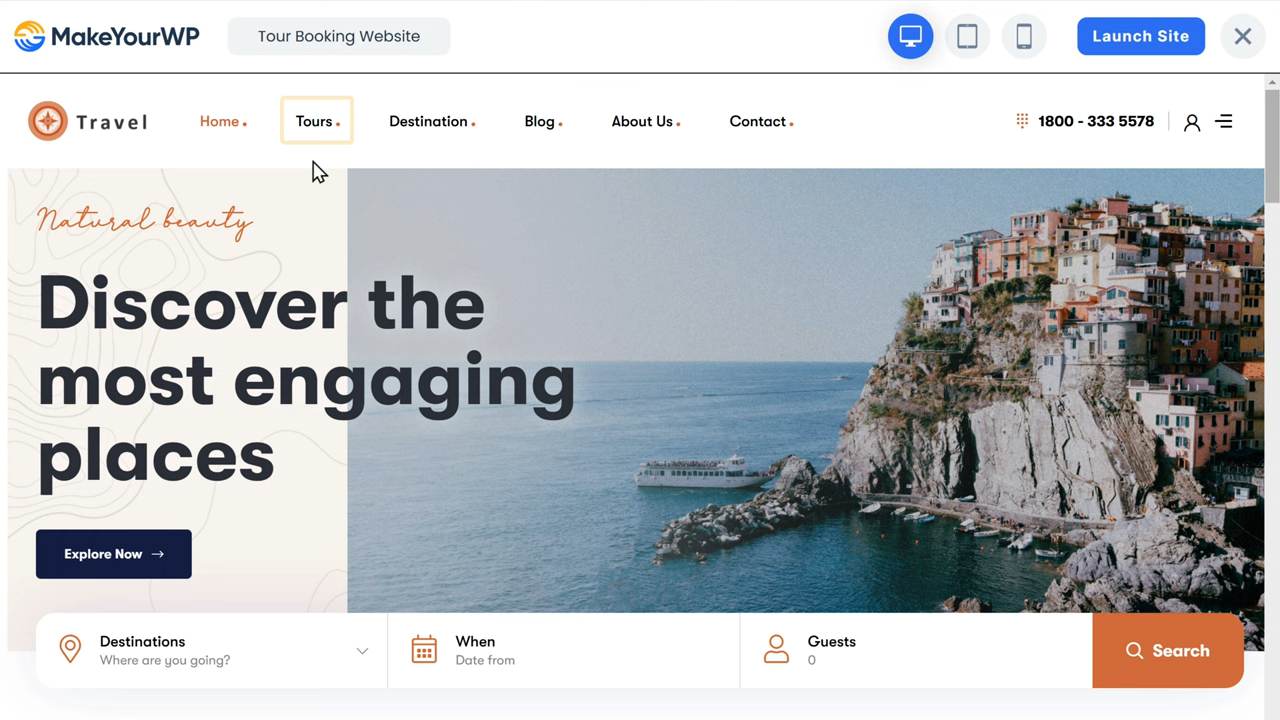 MakeYourWP
Tour Booking Website
Launch Site
Travel
Home
Tours
Destination
Blog
About Us
Contact
1800 - 333 5578
Natural beauty
Discover the
most engaging
places
Explore Now
Destinations
Where are you going?
When
Date from
Guests
0
Search